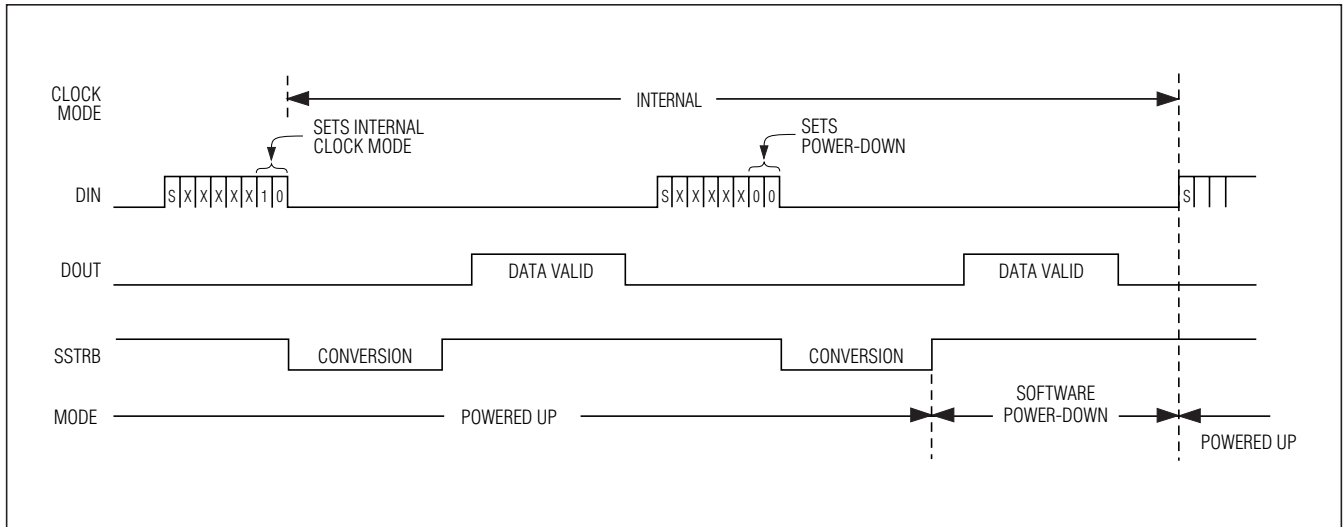 CLOCK
MODE
INTERNAL
SETS INTERNAL
CLOCK MODE
SETS
POWER-DOWN
DIN
S X X X X X 1 0
S X X X X X 0 0
S
DOUT
DATA VALID
DATA VALID
SSTRB
CONVERSION
CONVERSION
MODE
POWERED UP
SOFTWARE
POWER-DOWN
POWERED UP